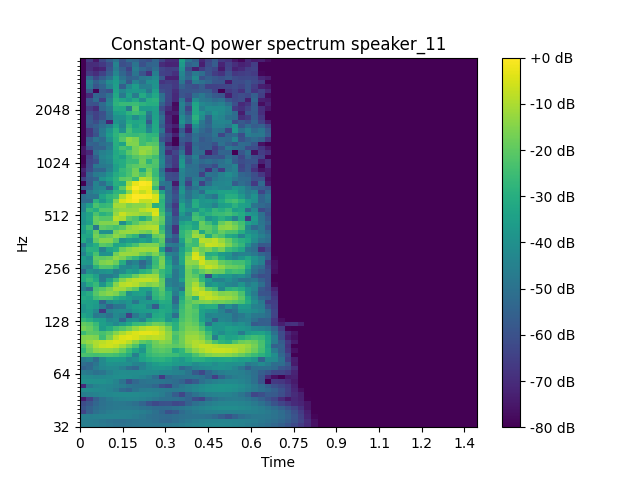 Constant-Q power spectrum speaker_11
Hz
2048
1024
512
256
128
64
32
0 0.15 0.3 0.45 0.6 0.75 0.9 1.1 1.2 1.4
Time
+0 dB
-10 dB
-20 dB
-30 dB
-40 dB
-50 dB
-60 dB
-70 dB
-80 dB